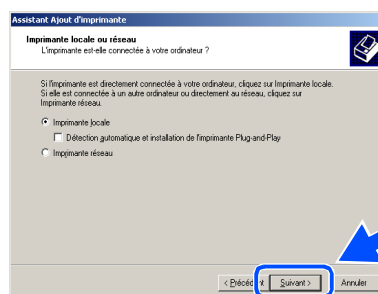 Assistant Ajout d'imprimante
Imprimante locale ou réseau
L'imprimante est-elle connectée à votre ordinateur ?
Si l'imprimante est directement connectée à votre ordinateur, cliquez sur Imprimante locale.
Si elle est connectée à un autre ordinateur ou directement au réseau, cliquez sur
Imprimante réseau.
Imprimante locale
Détection automatique et installation de l'imprimante Plug-and-Play
Imprimante réseau
< Précédent Suivant > Annuler